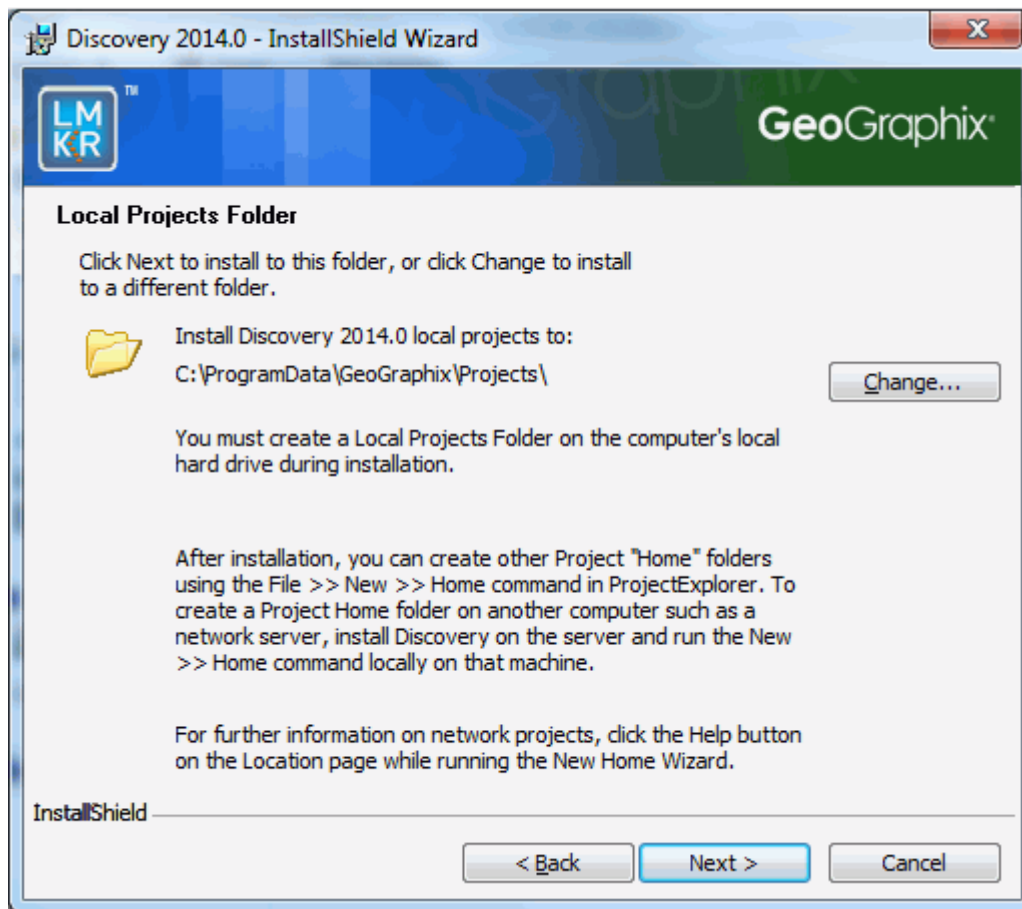 Discovery 2014.0 - InstallShield Wizard
LM
KR
TM
GeoGraphix
Local Projects Folder
Click Next to install to this folder, or click Change to install
to a different folder.
Install Discovery 2014.0 local projects to:
C:\ProgramData\GeoGraphix\Projects\
Change...
You must create a Local Projects Folder on the computer's local
hard drive during installation.
After installation, you can create other Project "Home" folders
using the File >> New >> Home command in ProjectExplorer. To
create a Project Home folder on another computer such as a
network server, install Discovery on the server and run the New
>> Home command locally on that machine.
For further information on network projects, click the Help button
on the Location page while running the New Home Wizard.
InstallShield
< Back
Next >
Cancel